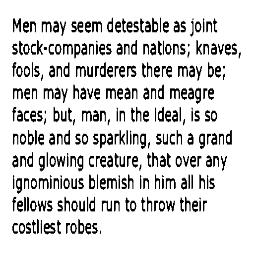 Men may seem detestable as joint
stock-companies and nations; knaves,
fools, and murderers there may be;
men may have mean and meagre
faces; but, man, in the ideal, is so
noble and so sparkling, such a grand
and glowing creature, that over any
ignominious blemish in him all his
fellows should run to throw their
costliest robes.